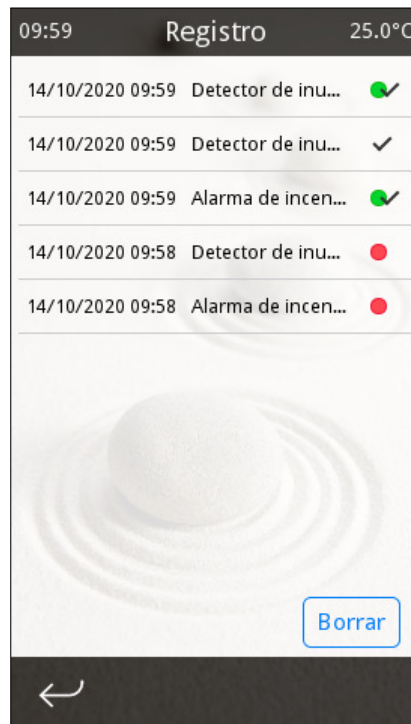 09:59 Registro 25.0°C
14/10/2020 09:59 Detector de inu...
14/10/2020 09:59 Detector de inu...
14/10/2020 09:59 Alarma de incen...
14/10/2020 09:58 Detector de inu...
14/10/2020 09:58 Alarma de incen...
Borrar